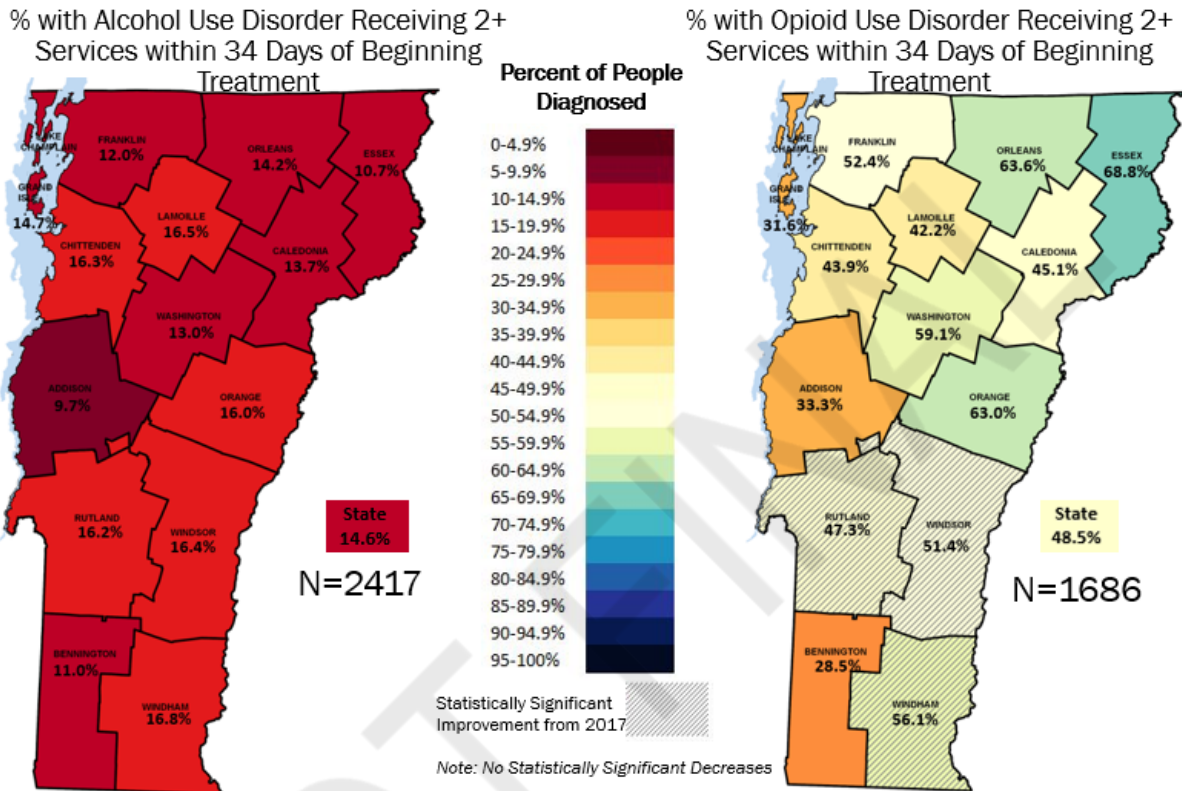 % with Alcohol Use Disorder Receiving 2+
Services within 34 Days of Beginning
Treatment
LAKE
CHAMPLAIN
GRAND
ISLE
14.7%
FRANKLIN
12.0%
ORLEANS
14.2%
ESSEX
10.7%
LAMOILLE
16.5%
CHITTENDEN
16.3%
CALEDONIA
13.7%
WASHINGTON
13.0%
ADDISON
9.7%
ORANGE
16.0%
RUTLAND
16.2%
WINDSOR
16.4%
BENNINGTON
11.0%
WINDHAM
16.8%
State
14.6%
N=2417
Percent of People
Diagnosed
0-4.9%
5-9.9%
10-14.9%
15-19.9%
20-24.9%
25-29.9%
30-34.9%
35-39.9%
40-44.9%
45-49.9%
50-54.9%
55-59.9%
60-64.9%
65-69.9%
70-74.9%
75-79.9%
80-84.9%
85-89.9%
90-94.9%
95-100%
Statistically Significant
Improvement from 2017
Note: No Statistically Significant Decreases
% with Opioid Use Disorder Receiving 2+
Services within 34 Days of Beginning
Treatment
LAKE
CHAMPLAIN
GRAND
ISLE
31.6%
FRANKLIN
52.4%
ORLEANS
63.6%
ESSEX
68.8%
LAMOILLE
42.2%
CHITTENDEN
43.9%
CALEDONIA
45.1%
WASHINGTON
59.1%
ADDISON
33.3%
ORANGE
63.0%
RUTLAND
47.3%
WINDSOR
51.4%
BENNINGTON
28.5%
WINDHAM
56.1%
State
48.5%
N=1686